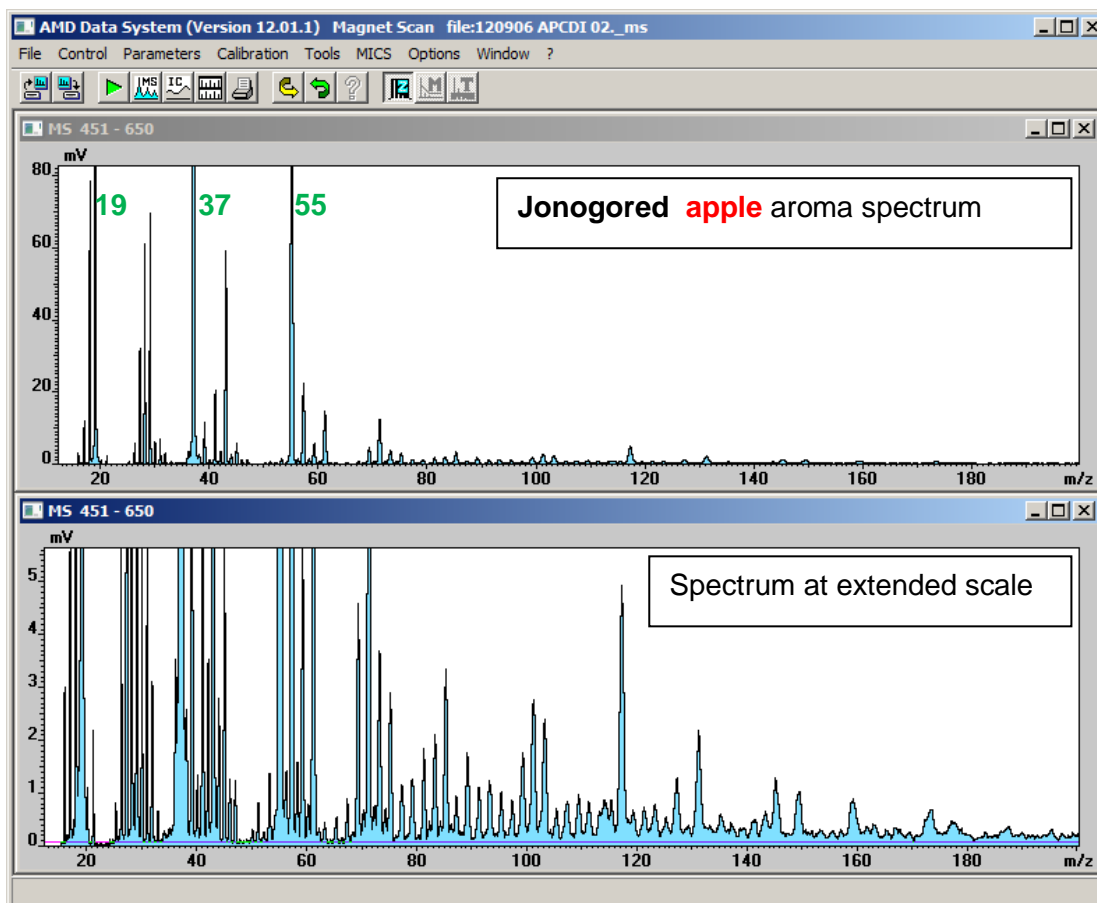 AMD Data System (Version 12.01.1) Magnet Scan file:120906 APCDI 02._ms
File Control Parameters Calibration Tools MICS Options Window ?
MS IC M T
MS 451 - 650
mV
80
60
40
20
0
19 37 55
Jonogored apple aroma spectrum
20 40 60 80 100 120 140 160 180 m/z
MS 451 - 650
mV
5
4
3
2
1
0
Spectrum at extended scale
20 40 60 80 100 120 140 160 180 m/z